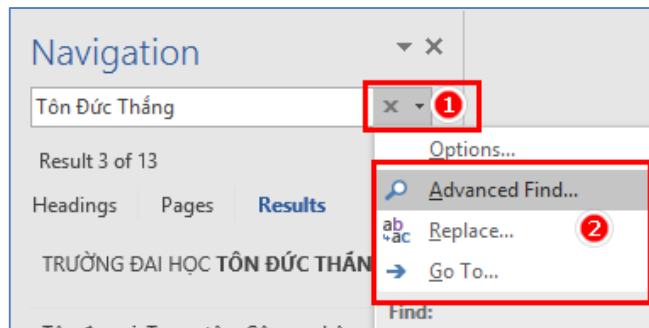 Navigation
Tôn Đức Thắng
1
Result 3 of 13
Options...
Headings Pages Results
Advanced Find...
Replace...
2
TRƯỜNG ĐẠI HỌC TÔN ĐỨC THẮN
Go To...
Find: